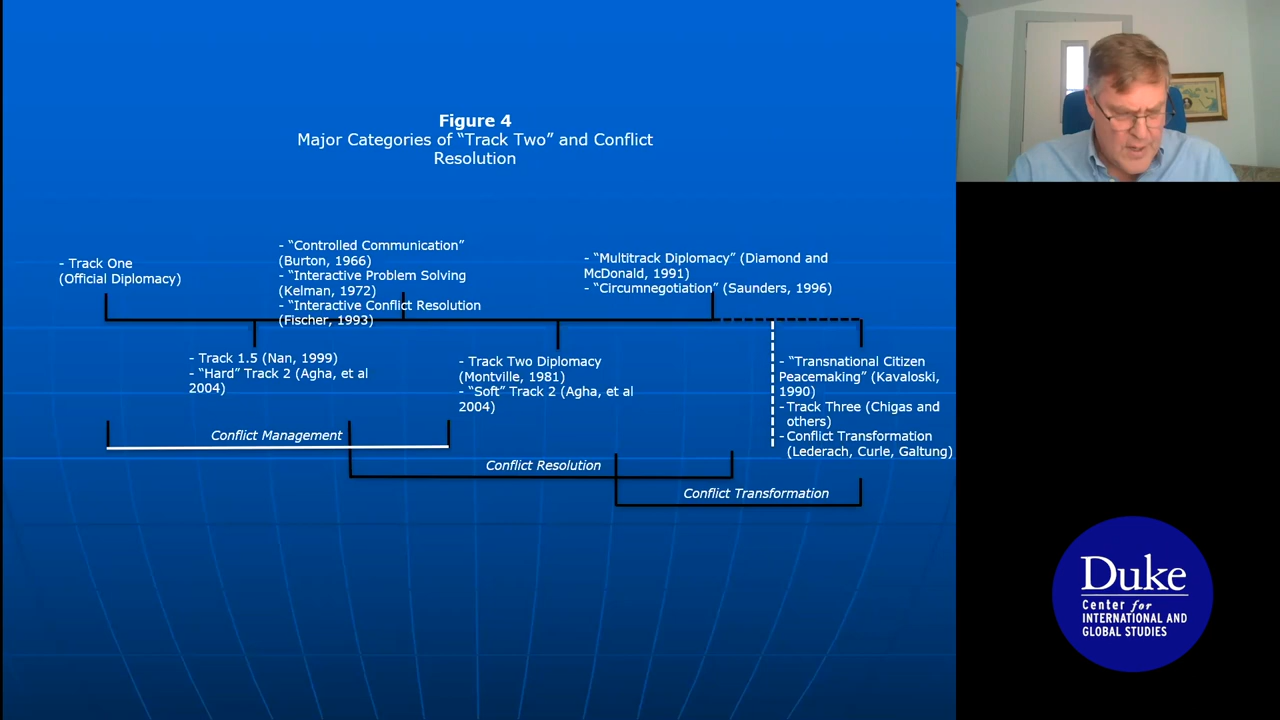 Figure 4
Major Categories of “Track Two” and Conflict
Resolution
- Track One
(Official Diplomacy)
- “Controlled Communication”
(Burton, 1966)
- “Interactive Problem Solving
(Kelman, 1972)
- “Interactive Conflict Resolution
(Fischer, 1993)
- “Multitrack Diplomacy” (Diamond and
McDonald, 1991)
- “Circumnegotiation” (Saunders, 1996)
- Track 1.5 (Nan, 1999)
- “Hard” Track 2 (Agha, et al
2004)
- Track Two Diplomacy
(Montville, 1981)
- “Soft” Track 2 (Agha, et al
2004)
- “Transnational Citizen
Peacemaking” (Kavaloski,
1990)
- Track Three (Chigas and
others)
- Conflict Transformation
(Lederach, Curle, Galtung)
Conflict Management
Conflict Resolution
Conflict Transformation
Duke
Center for
INTERNATIONAL AND
GLOBAL STUDIES